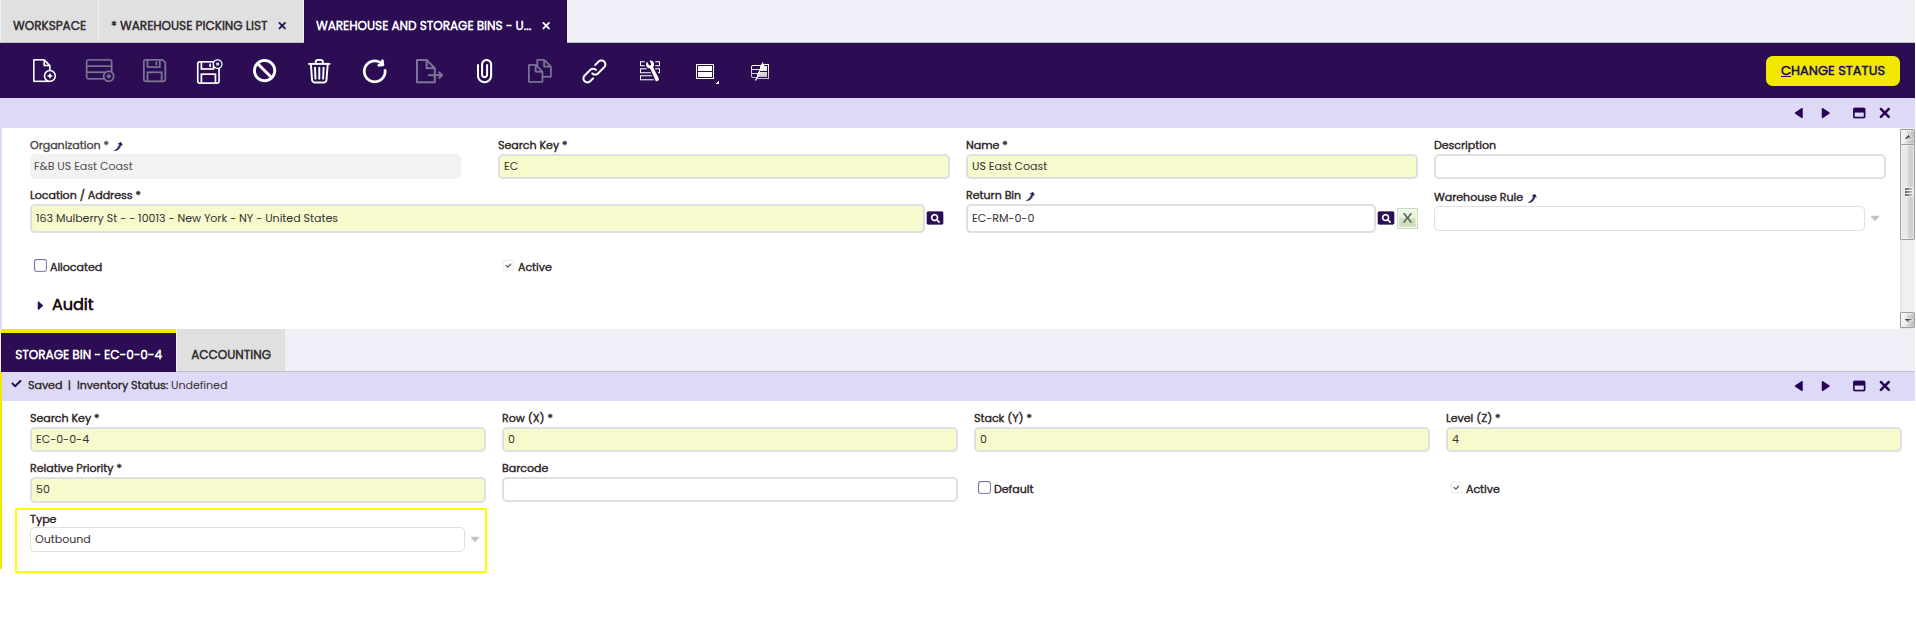 WORKSPACE * WAREHOUSE PICKING LIST × WAREHOUSE AND STORAGE BINS - U... ×
CHANGE STATUS
Organization * Search Key * Name * Description
F&B US East Coast EC US East Coast
Location / Address * Return Bin Warehouse Rule
163 Mulberry St - - 10013 - New York - NY - United States EC-RM-0-0 X
Allocated Active
Audit
STORAGE BIN - EC-0-0-4 ACCOUNTING
Saved | Inventory Status: Undefined
Search Key * Row (X) * Stack (Y) * Level (Z) *
EC-0-0-4 0 0 4
Relative Priority * Barcode
50 Default Active
Type
Outbound